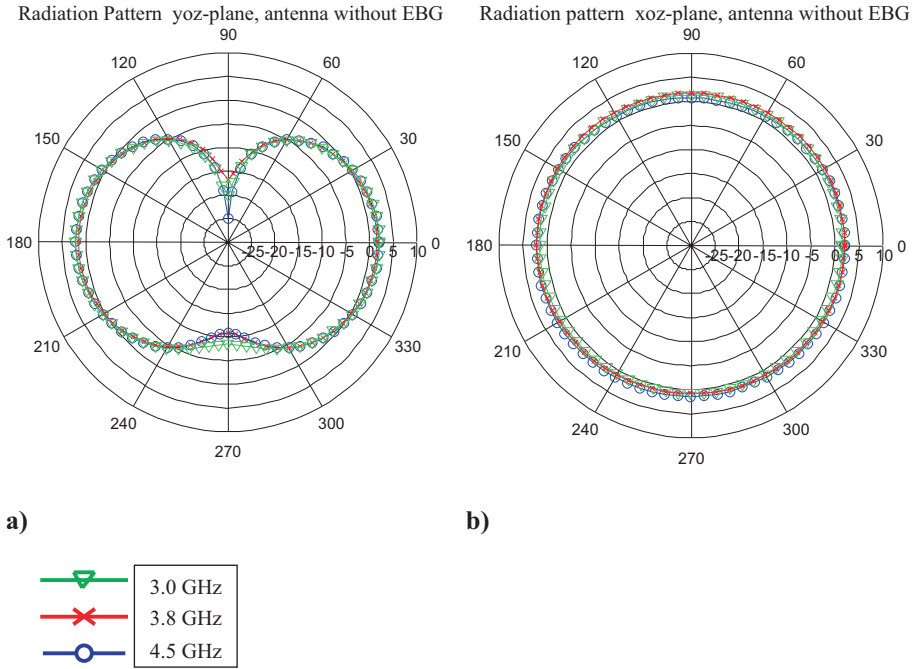 Radiation Pattern yoz-plane, antenna without EBG
90
120
60
150
30
180
-25-20-15-10 -5 0 5 10
0
210
330
240
300
270
a)
Radiation pattern xoz-plane, antenna without EBG
90
120
60
150
30
180
-25-20-15-10 -5 0 5 10
0
210
330
240
300
270
b)
3.0 GHz
3.8 GHz
4.5 GHz